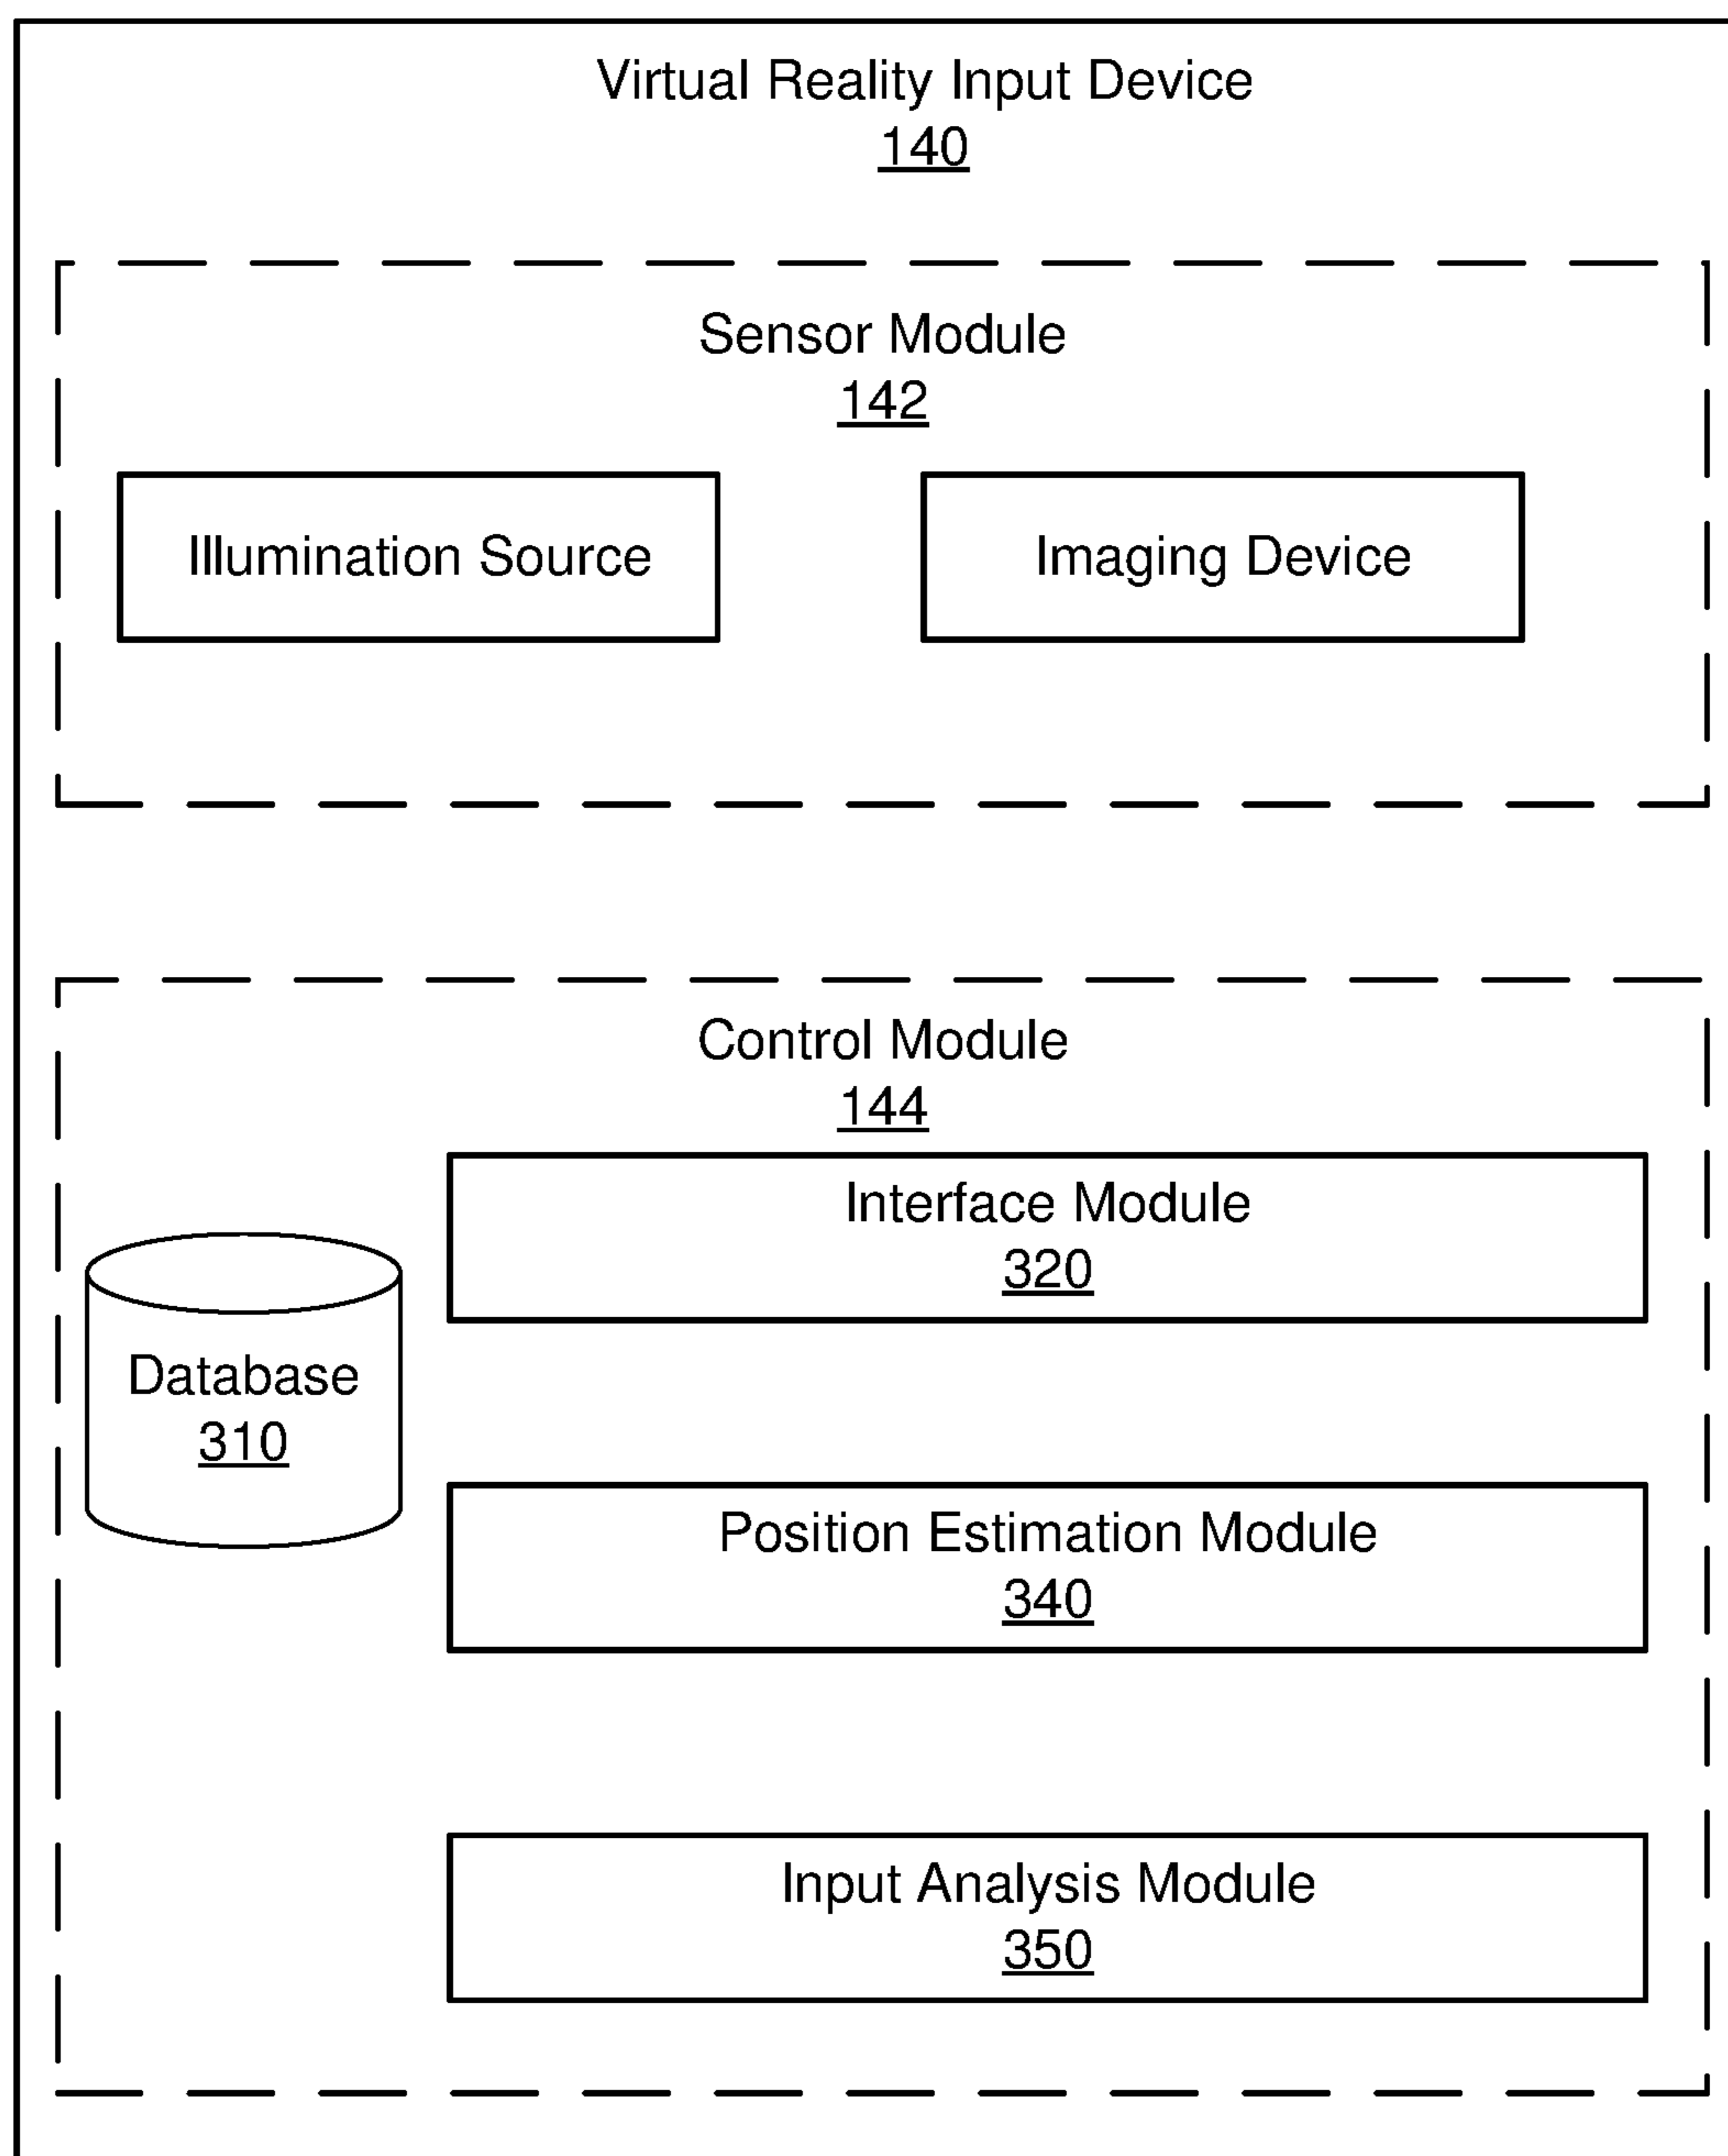 Virtual Reality Input Device
140
Sensor Module
142
Illumination Source
Imaging Device
Control Module
144
Interface Module
320
Database
310
Position Estimation Module
340
Input Analysis Module
350